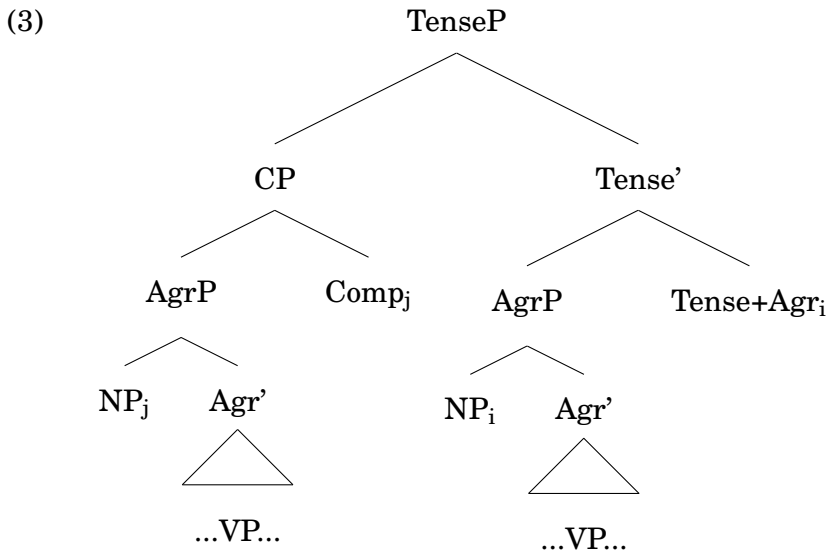 (3) TenseP
CP Tense’
AgrP Comp_j AgrP Tense+Agr_i
NP_j Agr’ NP_i Agr’
...VP... ...VP...